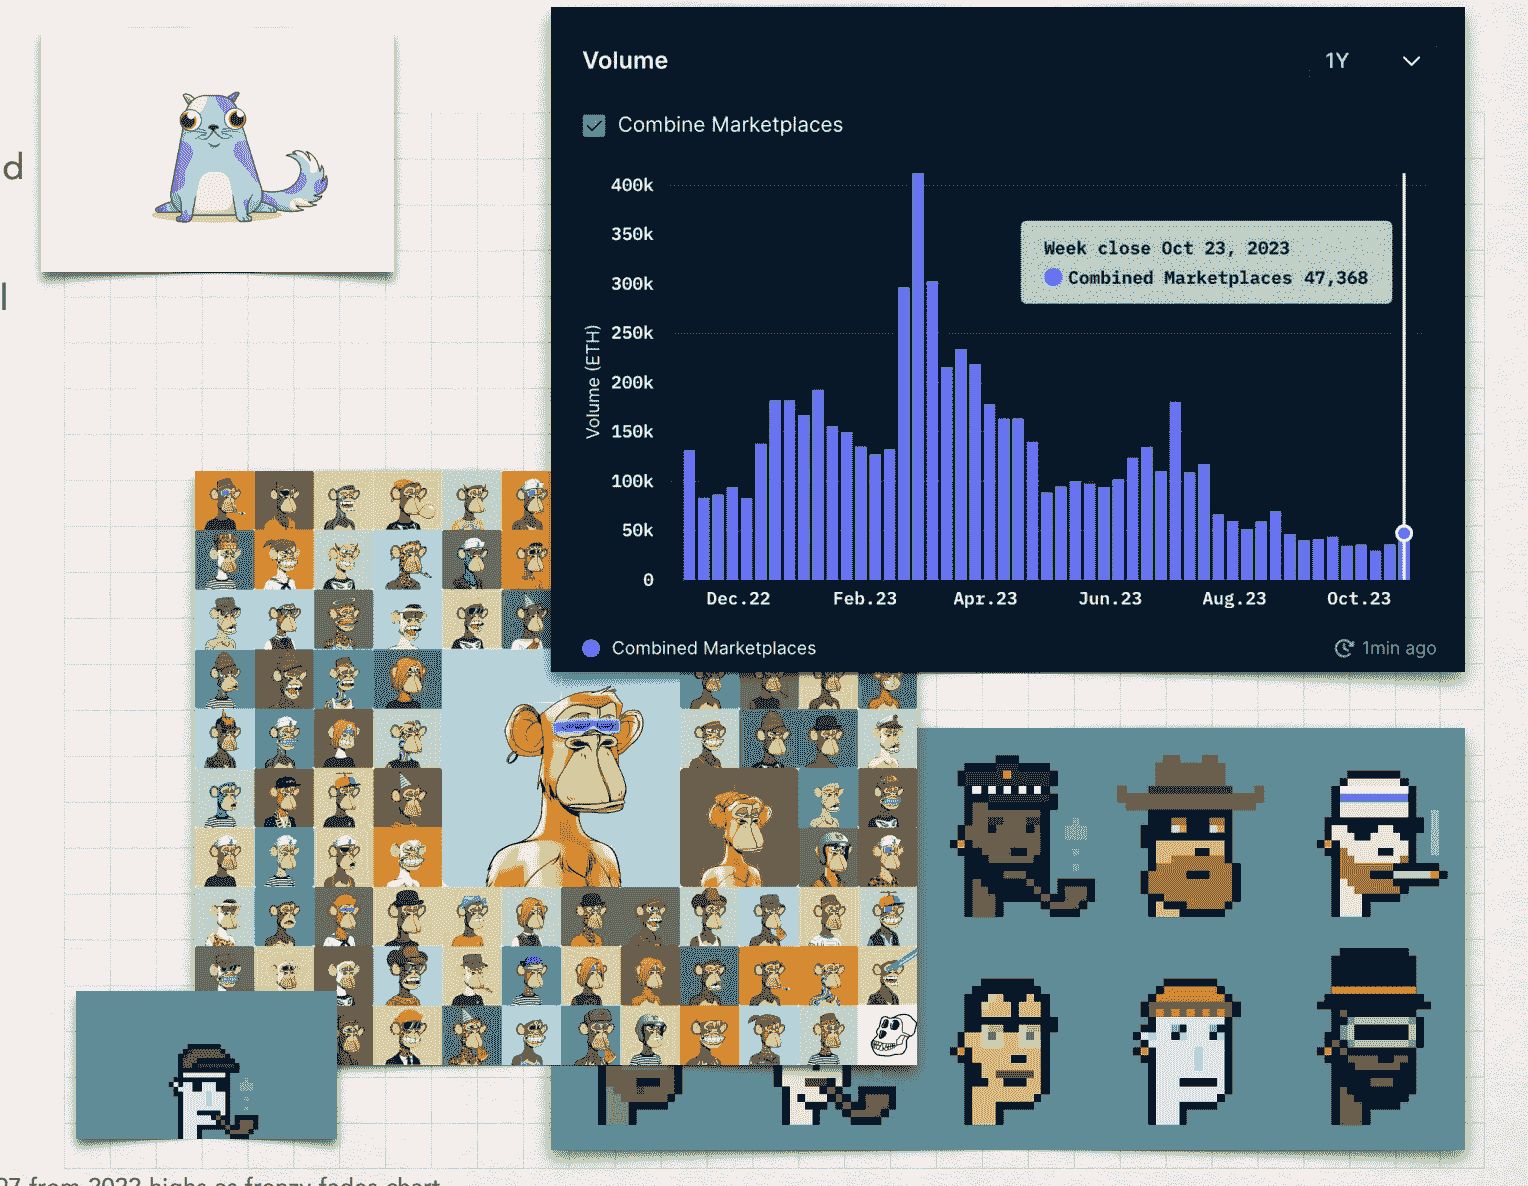 d
l
Volume
1Y
Combine Marketplaces
400k
350k
300k
250k
200k
150k
100k
50k
0
Volume (ETH)
Week close Oct 23, 2023
Combined Marketplaces 47,368
Dec.22
Feb.23
Apr.23
Jun.23
Aug.23
Oct.23
Combined Marketplaces
1min ago
97 from 2022 highs as frenzy fades chart